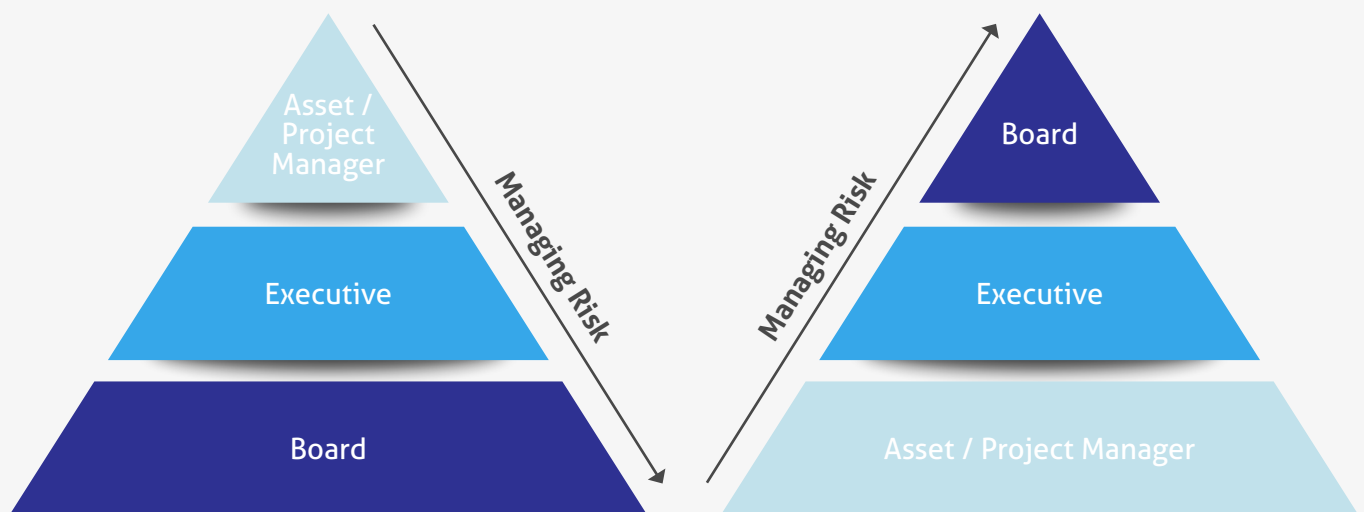 Asset /
Project
Manager
Managing Risk
Executive
Board
Board
Managing Risk
Executive
Asset / Project Manager